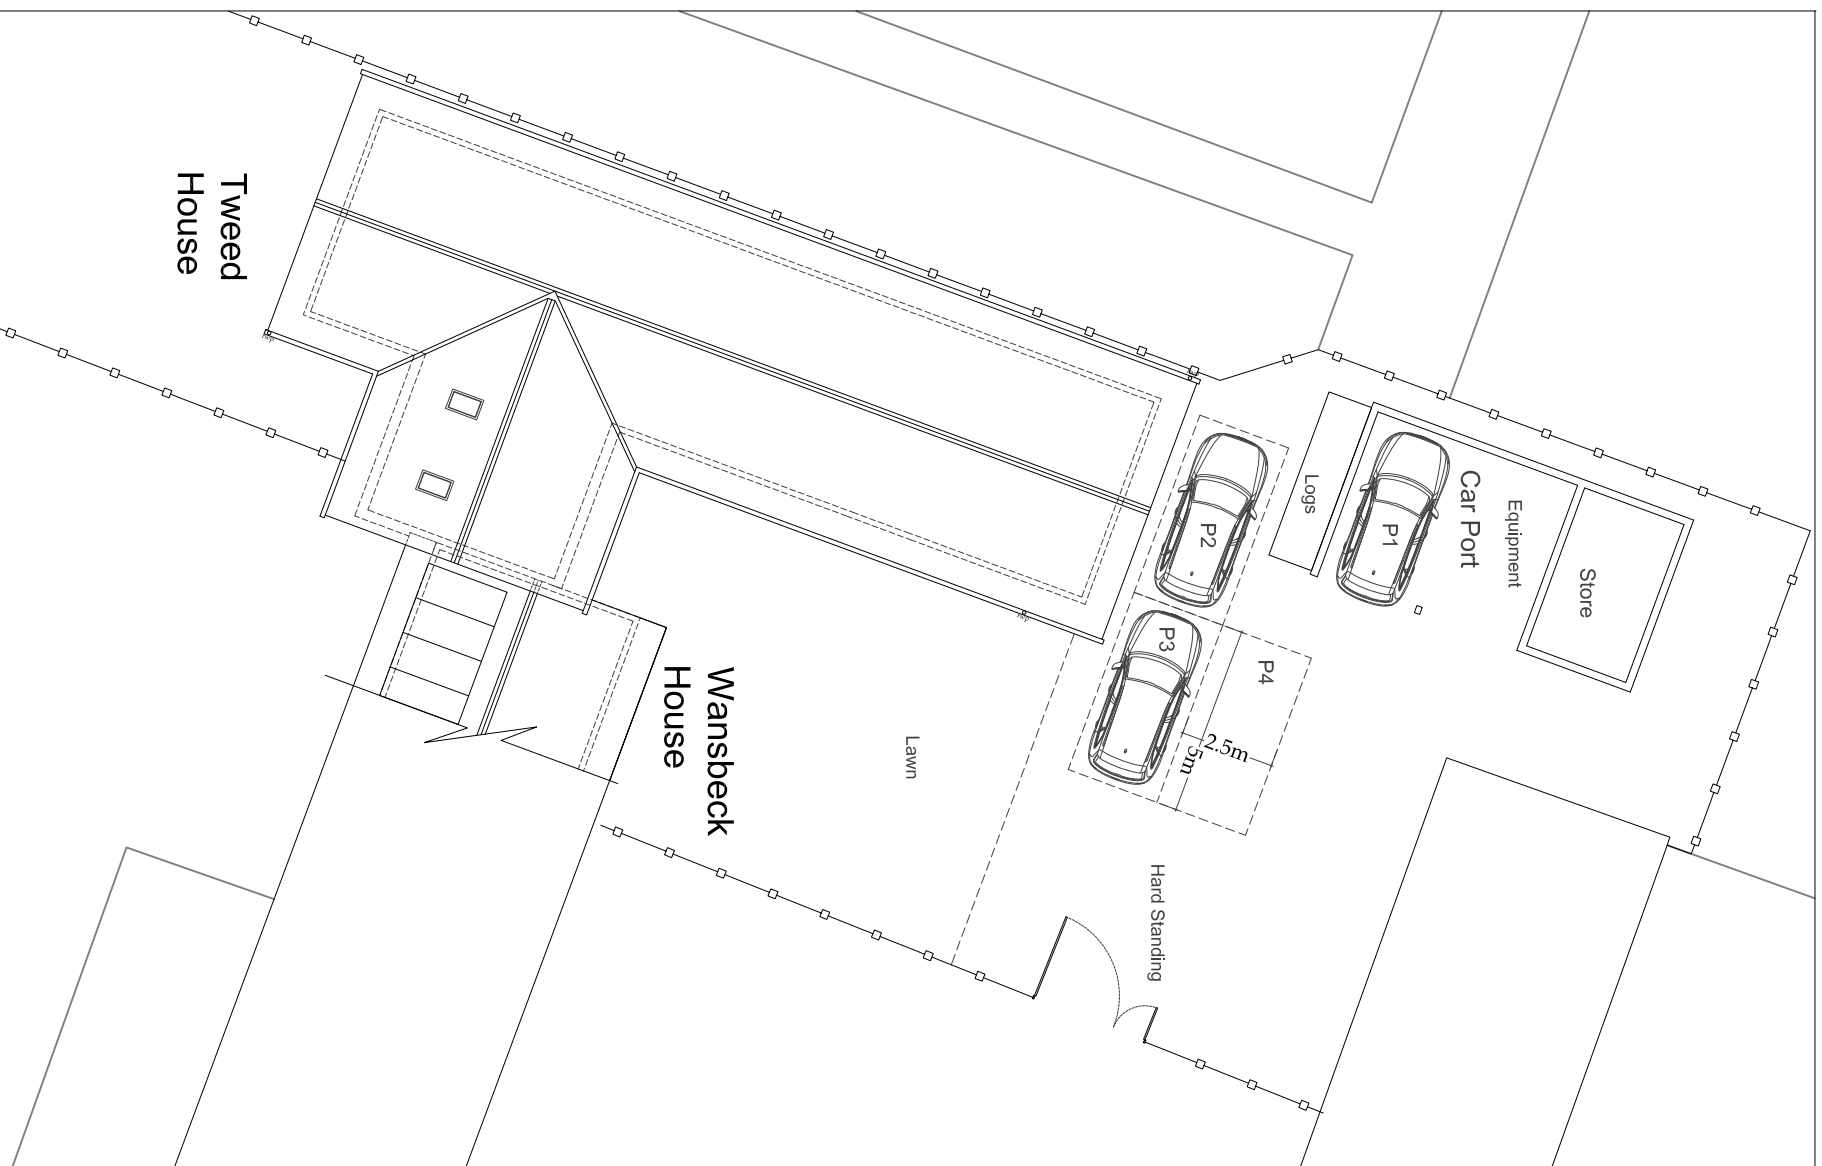 Tweed
House
Wansbeck
House
Lawn
Logs
P1
P2
P3
P4
Car Port
Equipment
Store
2.5m
5m
Hard Standing